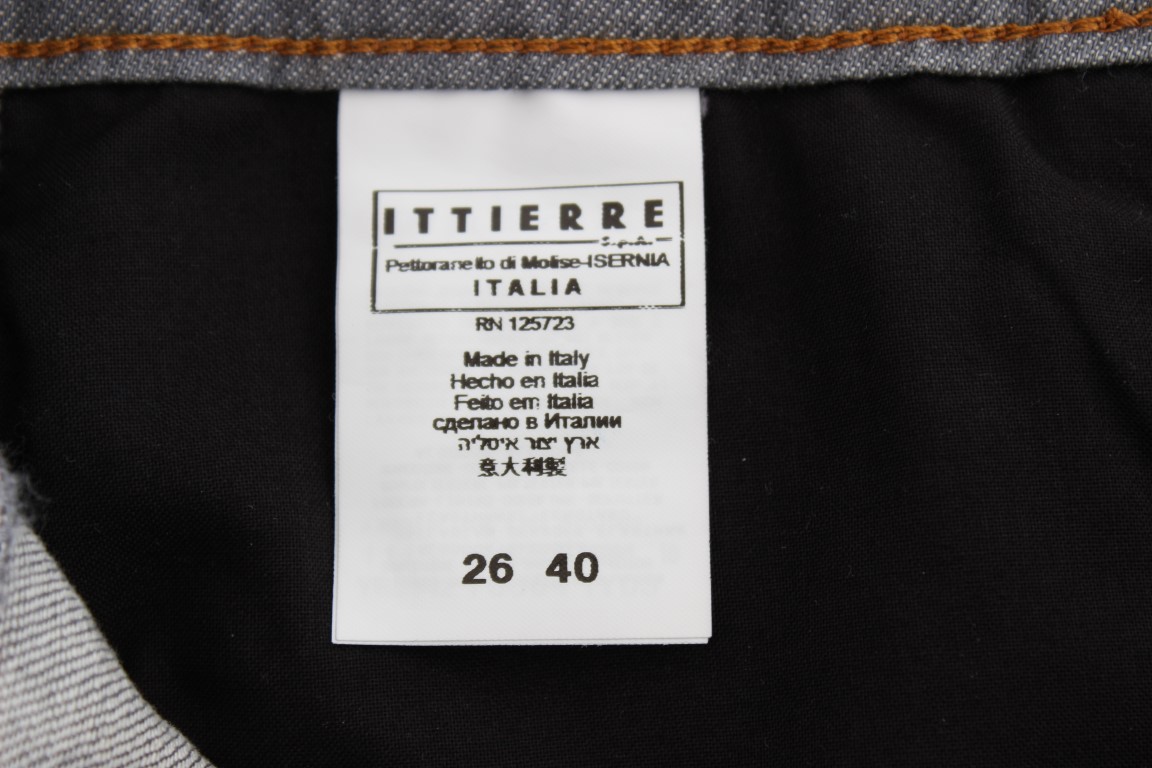 ITTIERRE
S.p.A.
Pettoranello di Molise-ISERNIA
ITALIA
RN 125723
Made in Italy
Hecho en Italia
Feito em Italia
сделано в Италии
ארץ יצור איטליה
意大利製
26 40